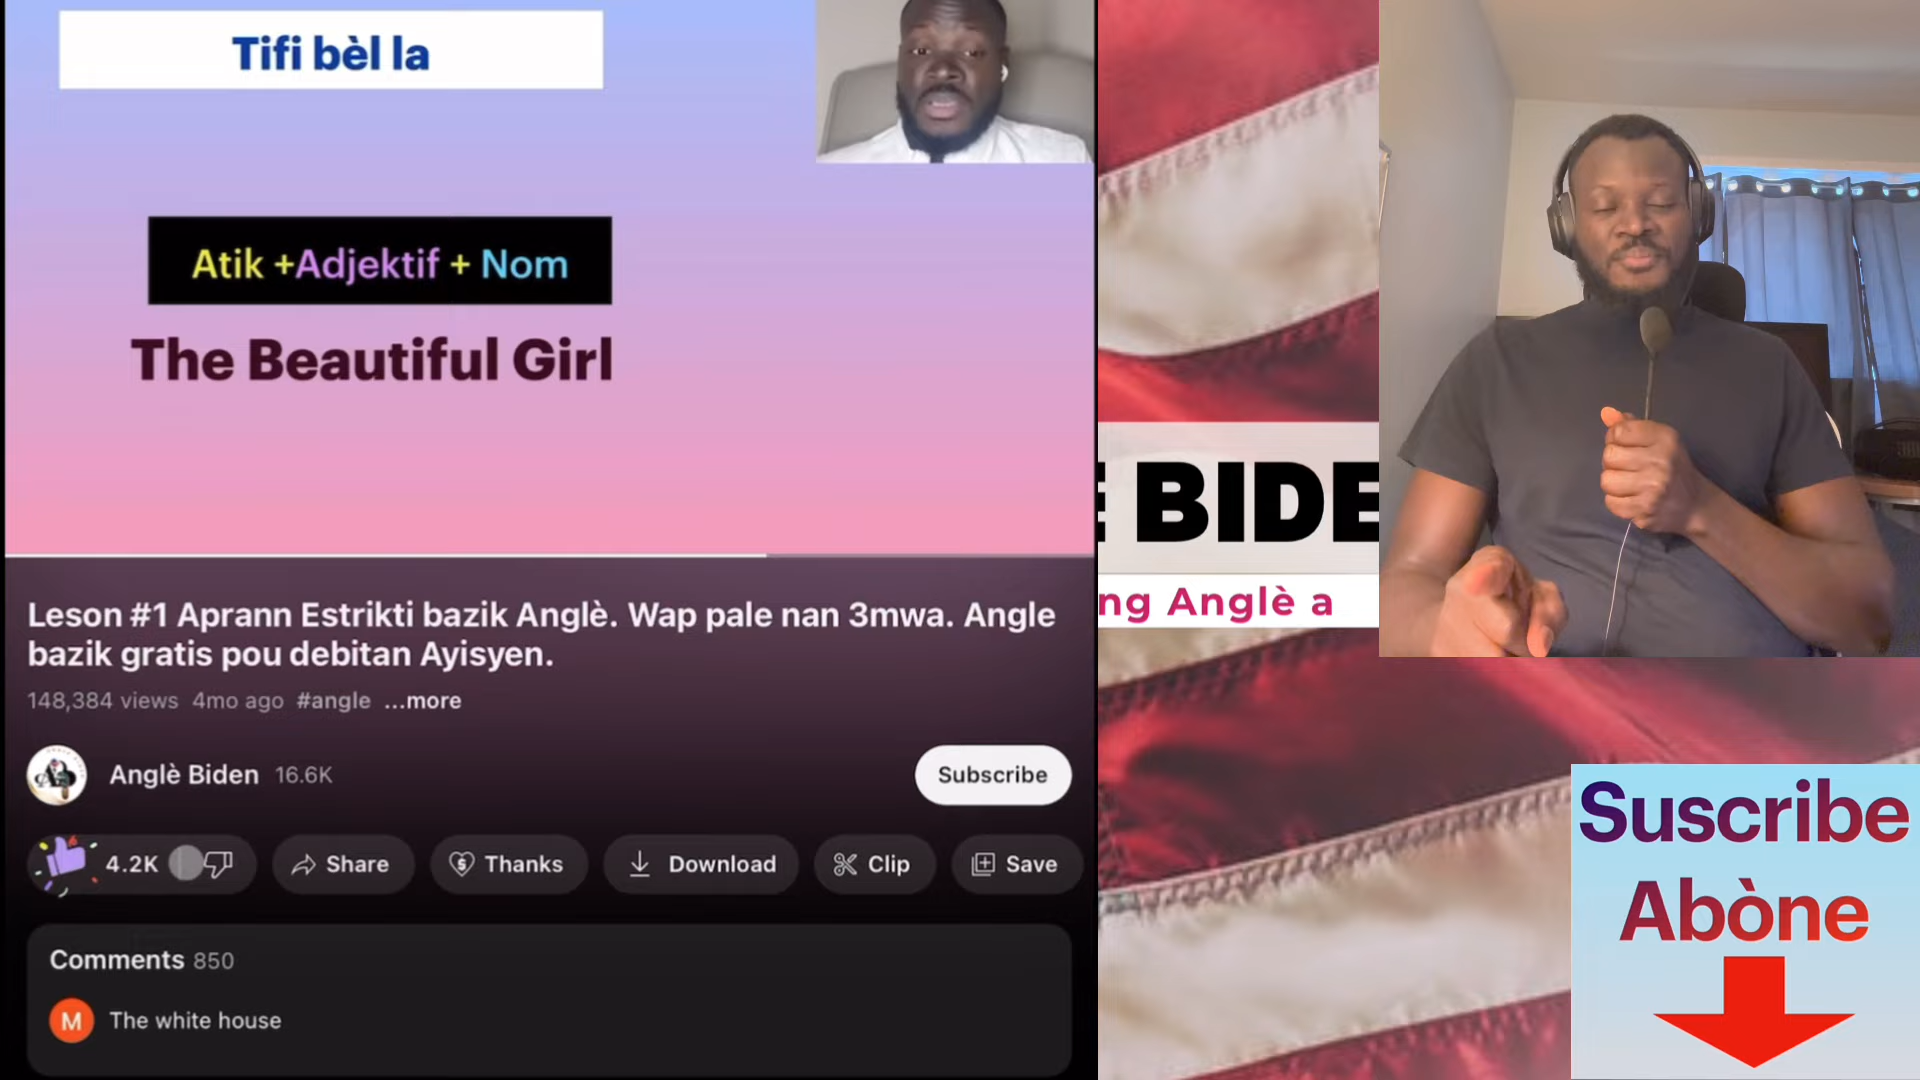 Tifi bèl la
Atik +Adjektif + Nom
The Beautiful Girl
Leson #1 Aprann Estrikti bazik Anglè. Wap pale nan 3mwa. Angle
bazik gratis pou debitan Ayisyen.
148,384 views 4mo ago #angle ...more
Anglè Biden 16.6K
Subscribe
4.2K
Share
Thanks
Download
Clip
Save
Comments 850
M
The white house
BIDE
ng Anglè a
Suscribe
Abòne